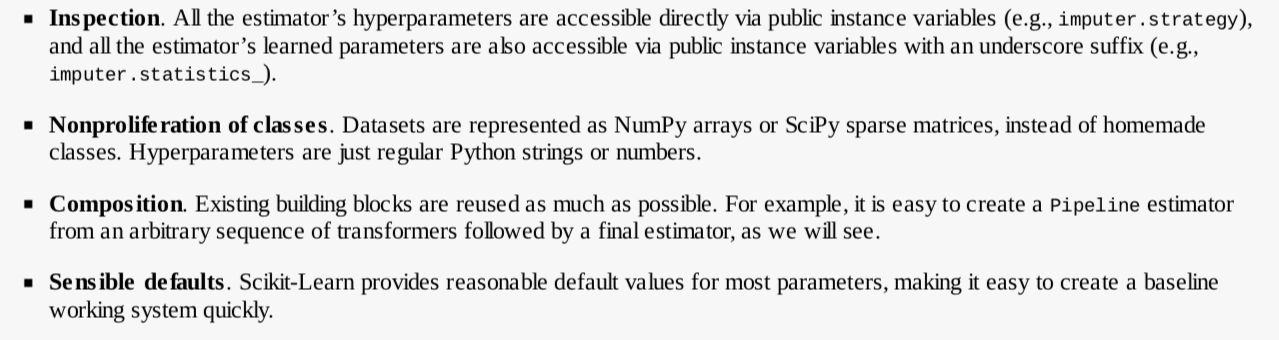 ▪ Inspection. All the estimator's hyperparameters are accessible directly via public instance variables (e.g., imputer.strategy),
and all the estimator's learned parameters are also accessible via public instance variables with an underscore suffix (e.g.,
imputer.statistics_).
▪ Nonproliferation of classes. Datasets are represented as NumPy arrays or SciPy sparse matrices, instead of homemade
classes. Hyperparameters are just regular Python strings or numbers.
▪ Composition. Existing building blocks are reused as much as possible. For example, it is easy to create a Pipeline estimator
from an arbitrary sequence of transformers followed by a final estimator, as we will see.
▪ Sensible defaults. Scikit-Learn provides reasonable default values for most parameters, making it easy to create a baseline
working system quickly.